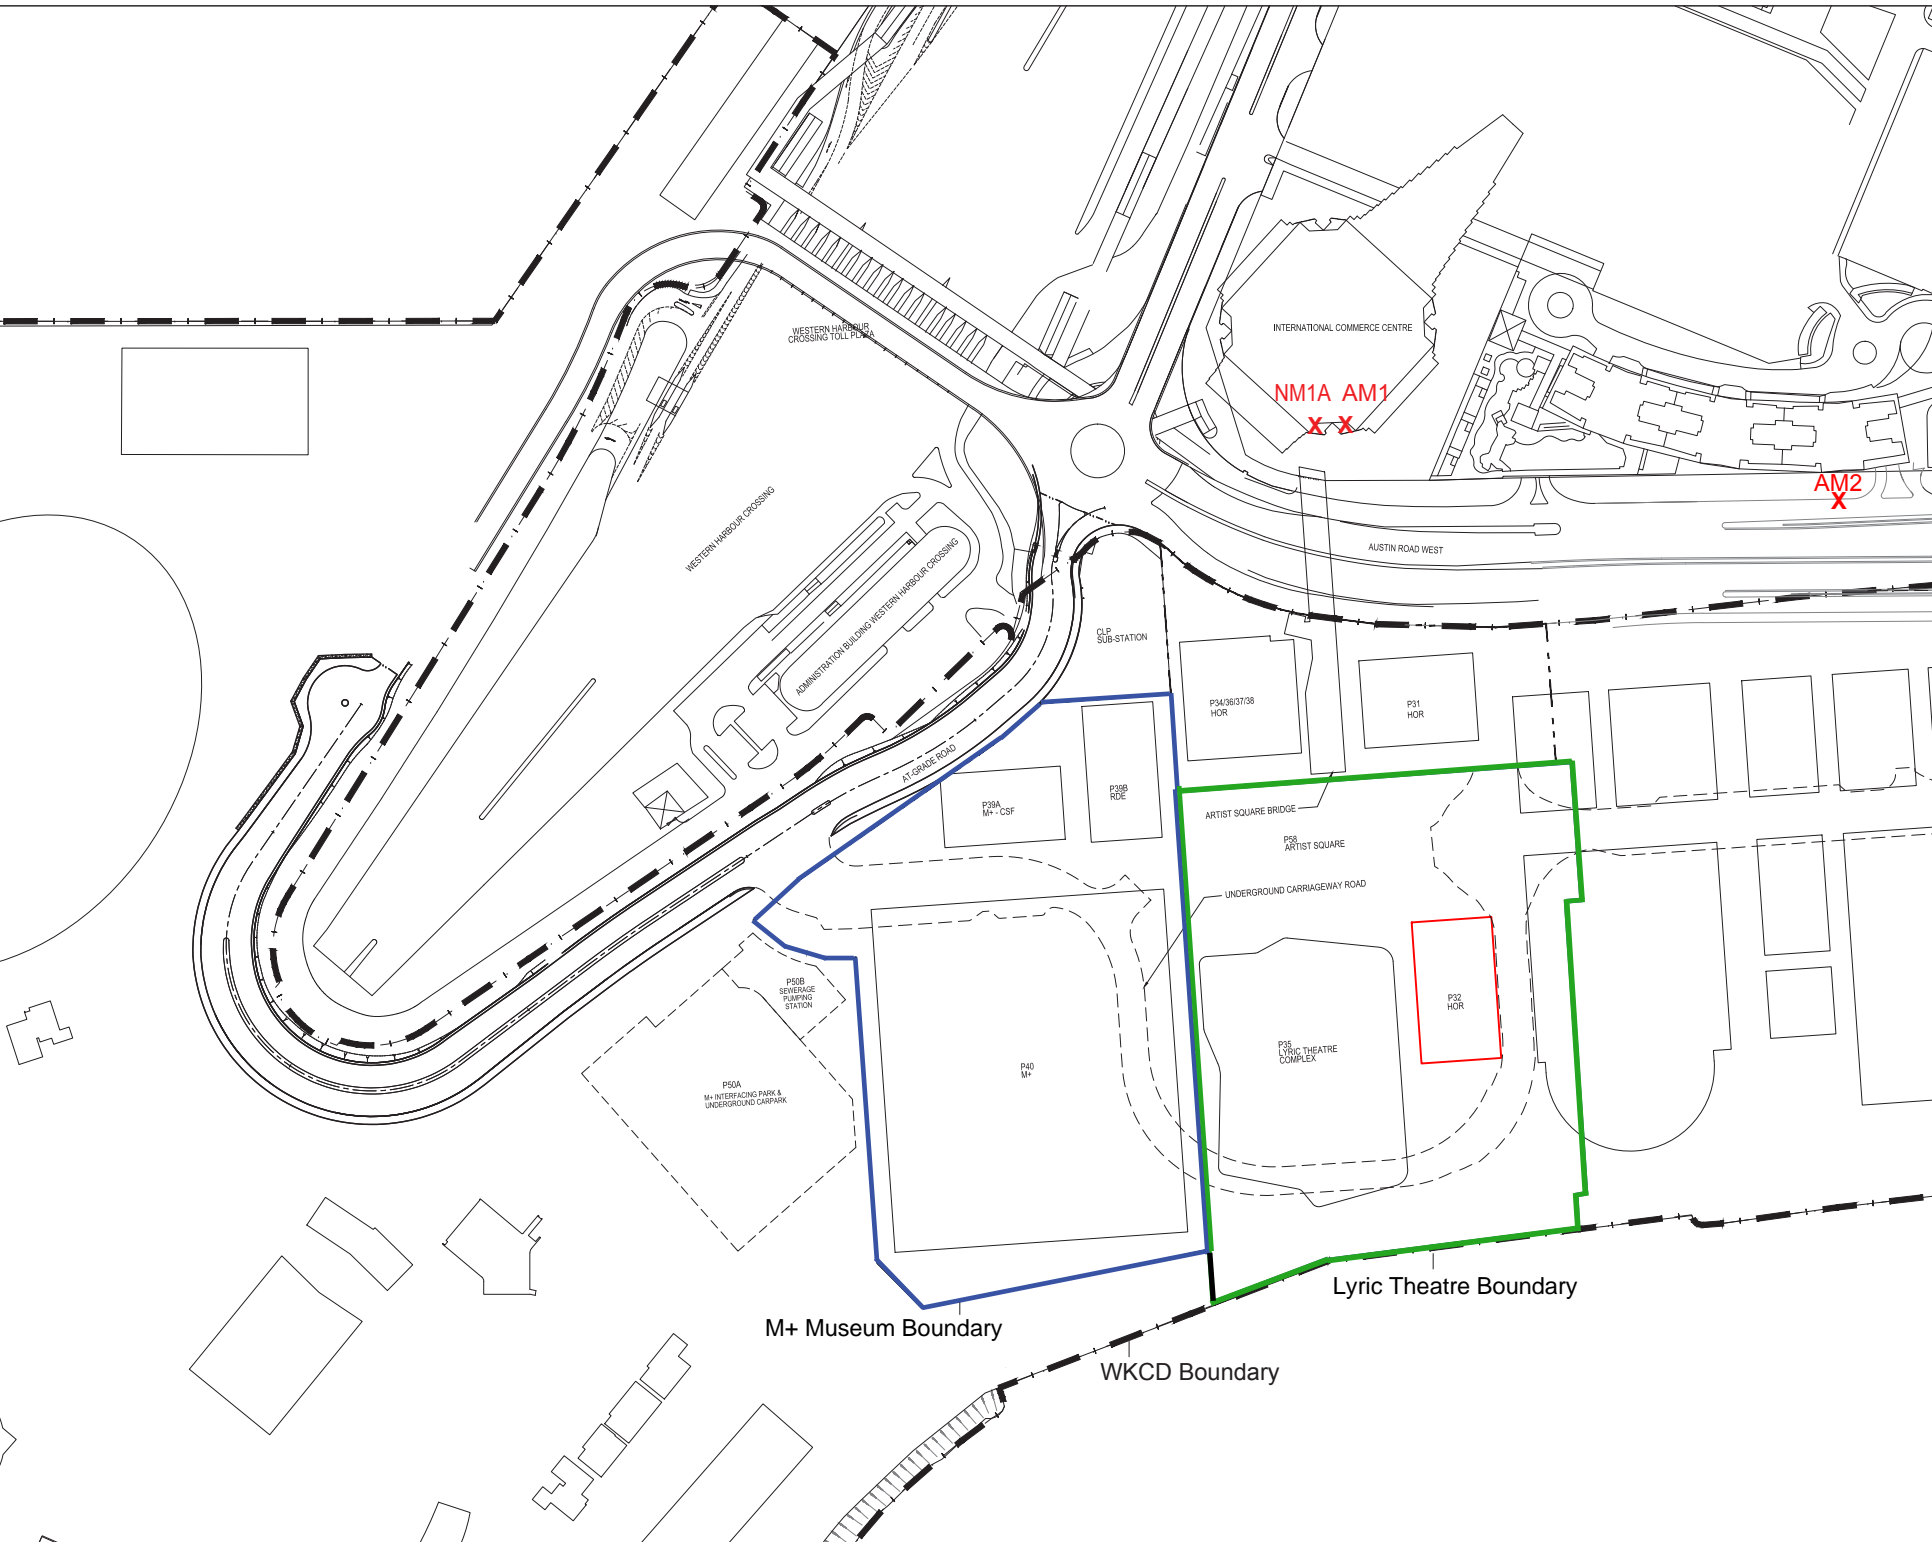 WESTERN HARBOUR
CROSSING TOLL PLAZA
INTERNATIONAL COMMERCE CENTRE
NM1A
AM1
X
X
AM2
X
WESTERN HARBOUR CROSSING
ADMINISTRATION BUILDING WESTERN HARBOUR CROSSING
AUSTIN ROAD WEST
CLP
SUB-STATION
P34/36/37/38
HOR
P31
HOR
AT-GRADE ROAD
P39A
M+ - CSF
P39B
RDE
ARTIST SQUARE BRIDGE
P58
ARTIST SQUARE
UNDERGROUND CARRIAGEWAY ROAD
P50B
SEWERAGE
PUMPING
STATION
P32
HOR
P35
LYRIC THEATRE
COMPLEX
P40
M+
P50A
M+ INTERFACING PARK &
UNDERGROUND CARPARK
Lyric Theatre Boundary
M+ Museum Boundary
WKCD Boundary